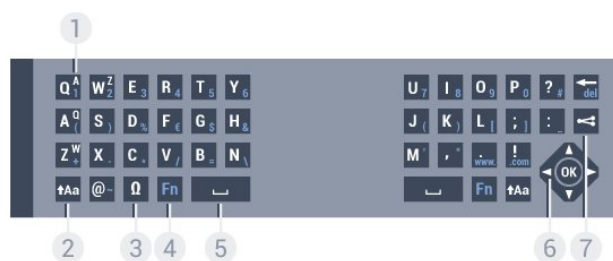 1
Q A 1 W Z 2 E 3 R 4 T 5 Y 6 U 7 I 8 O 9 P 0 ? # del
A Q ( S ) D % F € G $ H & J ( K ) L [ ; ] : _
Z W + X - C * V / B = N \ M ' , " . www. ! .com OK
Aa @ ~ Ω Fn Fn Aa
2 3 4 5 6 7